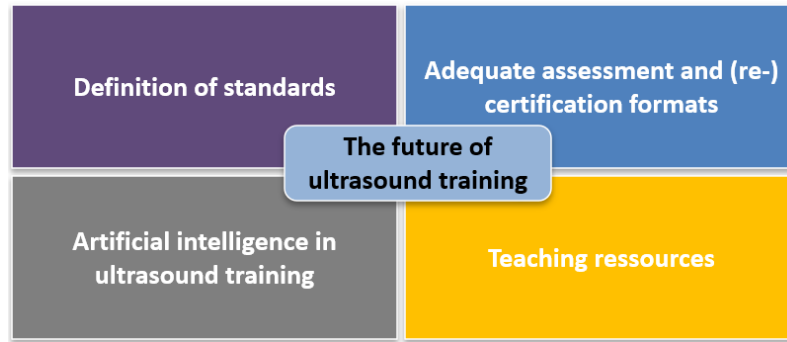 Definition of standards
Adequate assessment and (re-)
certification formats
The future of
ultrasound training
Artificial intelligence in
ultrasound training
Teaching ressources